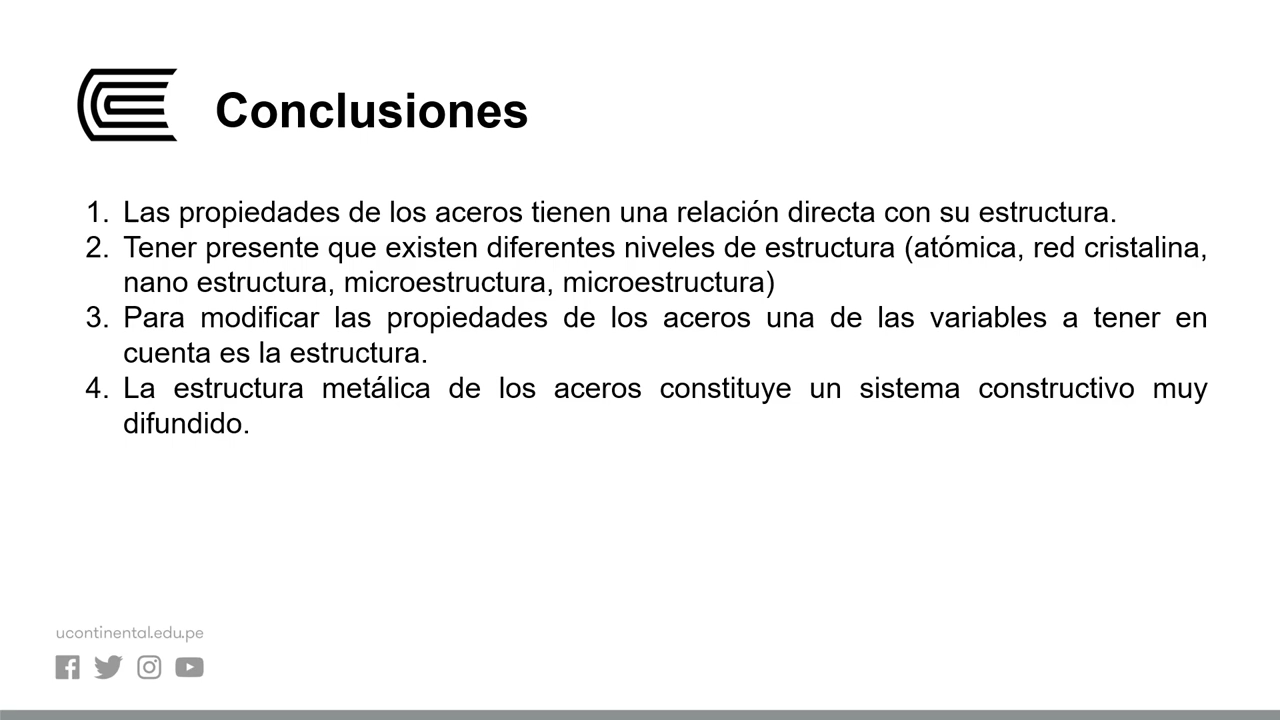 Conclusiones
1. Las propiedades de los aceros tienen una relación directa con su estructura.
2. Tener presente que existen diferentes niveles de estructura (atómica, red cristalina,
nano estructura, microestructura, microestructura)
3. Para modificar las propiedades de los aceros una de las variables a tener en
cuenta es la estructura.
4. La estructura metálica de los aceros constituye un sistema constructivo muy
difundido.
ucontinental.edu.pe